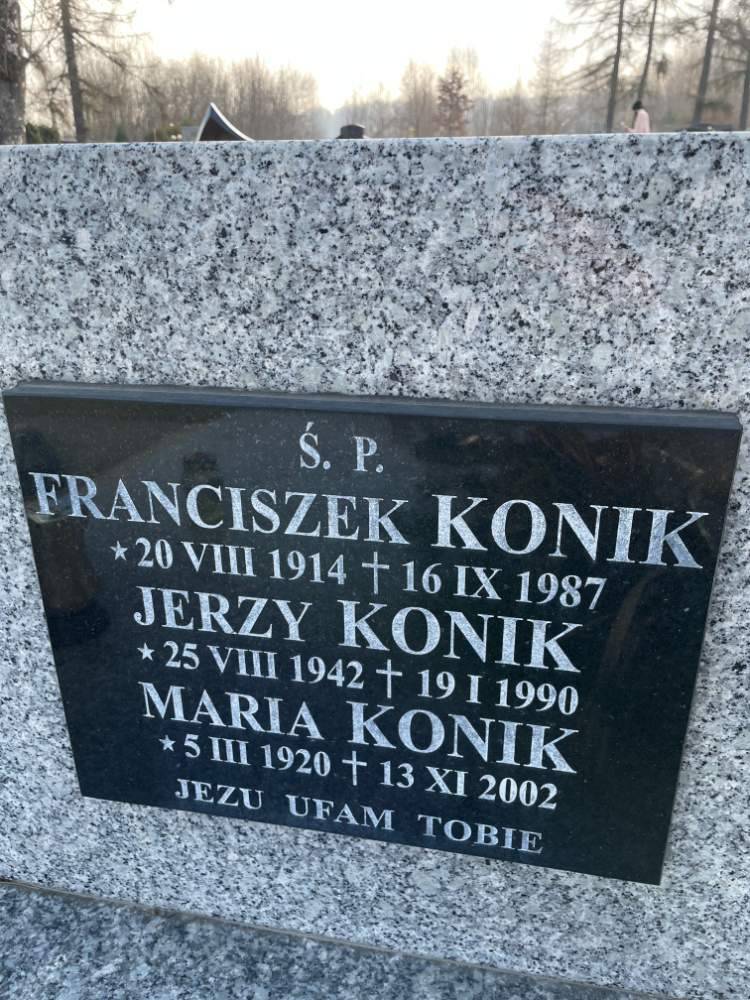 Ś. P.
FRANCISZEK KONIK
★ 20 VIII 1914 † 16 IX 1987
JERZY KONIK
★ 25 VIII 1942 † 19 I 1990
MARIA KONIK
★ 5 III 1920 † 13 XI 2002
JEZU UFAM TOBIE